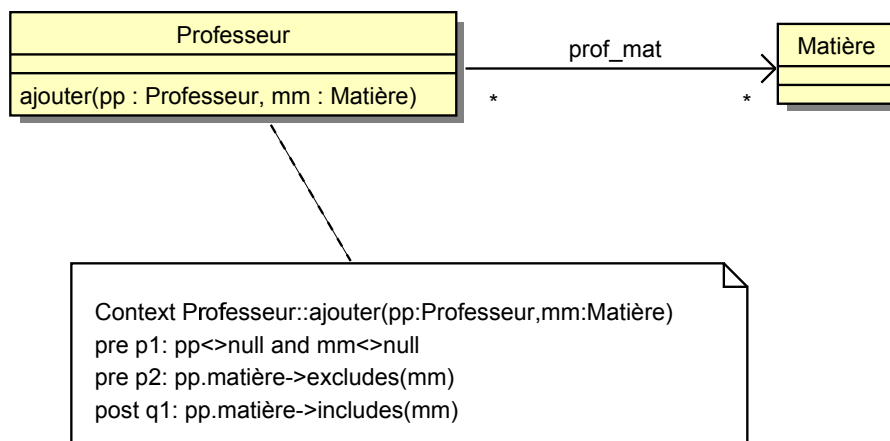 Professeur
ajouter(pp : Professeur, mm : Matière)
prof_mat
*
*
Matière
Context Professeur::ajouter(pp:Professeur,mm:Matière)
pre p1: pp<>null and mm<>null
pre p2: pp.matière->excludes(mm)
post q1: pp.matière->includes(mm)